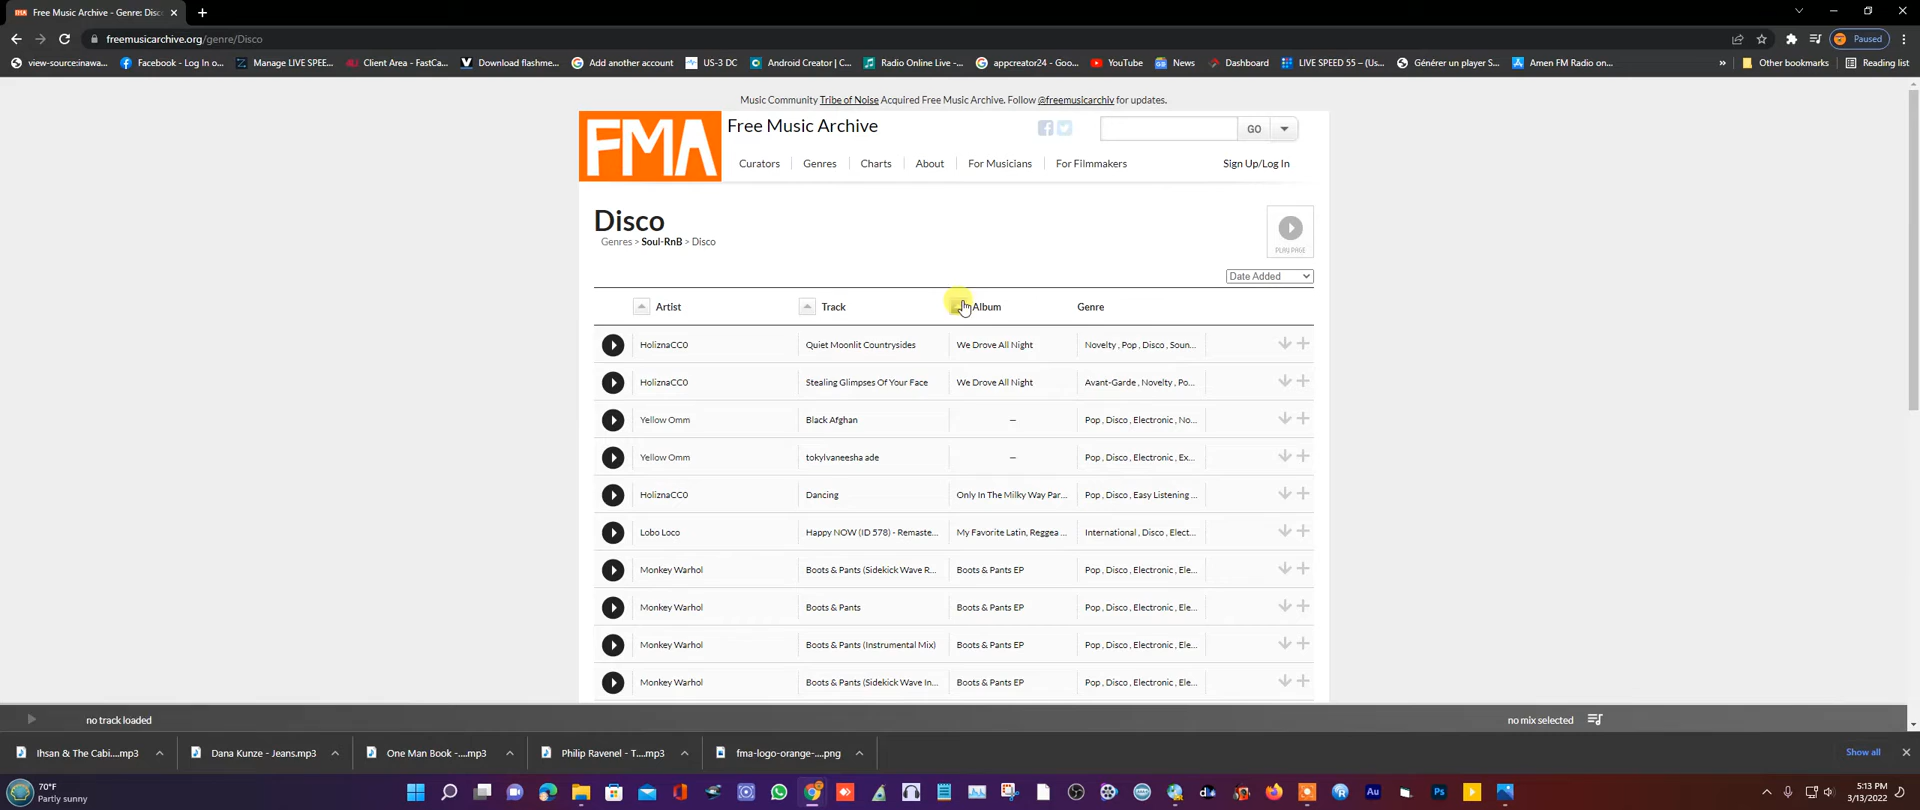 FMA Free Music Archive - Genre: Disc
freemusicarchive.org/genre/Disco
Paused
view-source:inawa...
Facebook - Log In o...
Manage LIVE SPEE...
Client Area - FastCa...
Download flashme...
Add another account
US-3 DC
Android Creator | C...
Radio Online Live -...
appcreator24 - Goo...
YouTube
News
Dashboard
LIVE SPEED 55 – (Us...
Générer un player S...
Amen FM Radio on...
»
Other bookmarks
Reading list
Music Community Tribe of Noise Acquired Free Music Archive. Follow @freemusicarchiv for updates.
FMA
Free Music Archive
GO
Curators Genres Charts About For Musicians For Filmmakers Sign Up/Log In
Disco
Genres > Soul-RnB > Disco
PLAY PAGE
Date Added
Artist Track Album Genre
HoliznaCC0 Quiet Moonlit Countrysides We Drove All Night Novelty , Pop , Disco , Soun...
HoliznaCC0 Stealing Glimpses Of Your Face We Drove All Night Avant-Garde , Novelty , Po...
Yellow Omm Black Afghan — Pop , Disco , Electronic , No...
Yellow Omm tokyIvaneesha ade — Pop , Disco , Electronic , Ex...
HoliznaCC0 Dancing Only In The Milky Way Par... Pop , Disco , Easy Listening ...
Lobo Loco Happy NOW (ID 578) - Remaste... My Favorite Latin, Reggea ... International , Disco , Elect...
Monkey Warhol Boots & Pants (Sidekick Wave R... Boots & Pants EP Pop , Disco , Electronic , Ele...
Monkey Warhol Boots & Pants Boots & Pants EP Pop , Disco , Electronic , Ele...
Monkey Warhol Boots & Pants (Instrumental Mix) Boots & Pants EP Pop , Disco , Electronic , Ele...
Monkey Warhol Boots & Pants (Sidekick Wave In... Boots & Pants EP Pop , Disco , Electronic , Ele...
no track loaded
no mix selected
Ihsan & The Cabi....mp3
Dana Kunze - Jeans.mp3
One Man Book -....mp3
Philip Ravenel - T....mp3
fma-logo-orange-....png
Show all
70°F
Partly sunny
Au
Ps
5:13 PM
3/13/2022